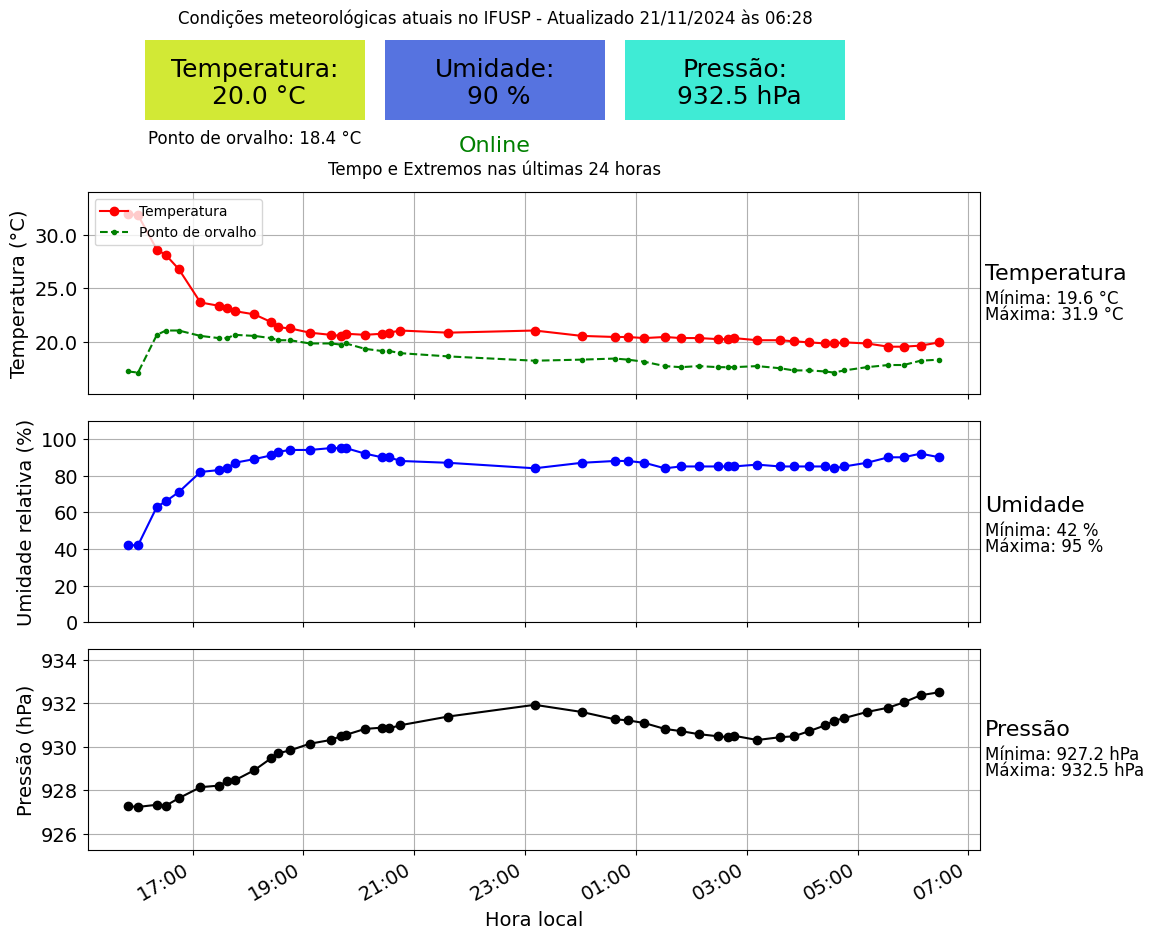 Condições meteorológicas atuais no IFUSP - Atualizado 21/11/2024 às 06:28
Temperatura:
20.0 °C
Umidade:
90 %
Pressão:
932.5 hPa
Ponto de orvalho: 18.4 °C
Online
Tempo e Extremos nas últimas 24 horas
Temperatura (°C)
30.0
25.0
20.0
Temperatura
Ponto de orvalho
Temperatura
Mínima: 19.6 °C
Máxima: 31.9 °C
Umidade relativa (%)
100
80
60
40
20
0
Umidade
Mínima: 42 %
Máxima: 95 %
Pressão (hPa)
934
932
930
928
926
Pressão
Mínima: 927.2 hPa
Máxima: 932.5 hPa
17:00 19:00 21:00 23:00 01:00 03:00 05:00 07:00
Hora local